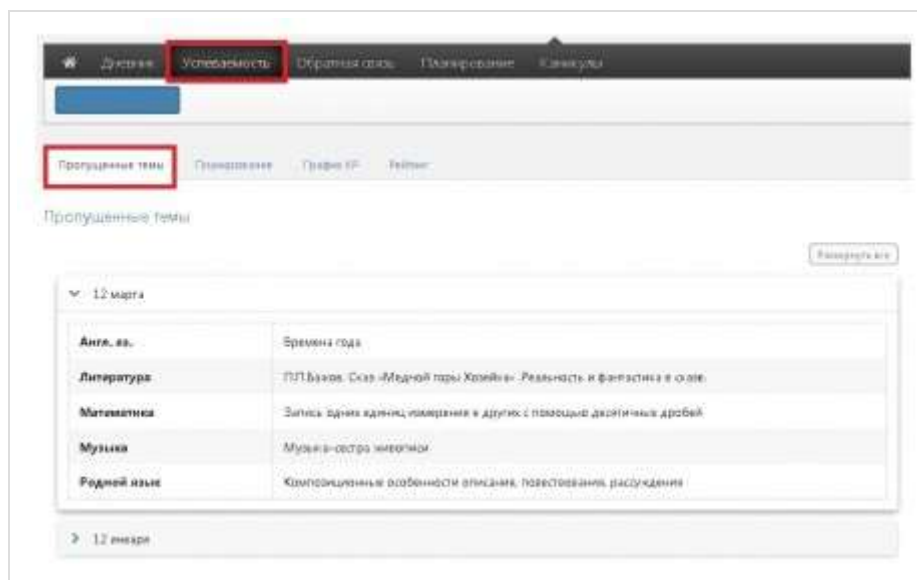 Дневник Успеваемость Обратная связь Планирование Каникулы
Пропущенные темы Планирование График КР Рейтинг
Пропущенные темы
Развернуть все
12 марта
Англ. яз. Времена года
Литература П.П.Бажов. Сказ «Медной горы Хозяйка». Реальность и фантастика в сказе.
Математика Запись одних единиц измерения в других с помощью десятичных дробей
Музыка Музыка-сестра живописи
Родной язык Композиционные особенности описания, повествования, рассуждения
12 января